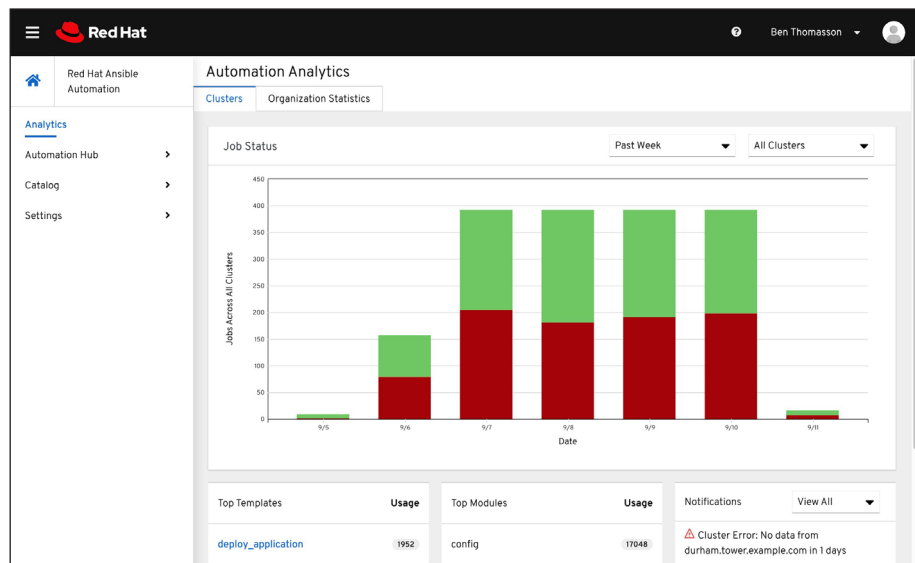 Red Hat
Ben Thomasson
Red Hat Ansible
Automation
Analytics
Automation Hub
Catalog
Settings
Automation Analytics
Clusters
Organization Statistics
Job Status
Past Week
All Clusters
450
400
350
300
250
200
150
100
50
0
Jobs Across All Clusters
9/5
9/6
9/7
9/8
9/9
9/10
9/11
Date
Top Templates
Usage
deploy_application
1952
Top Modules
Usage
config
17048
Notifications
View All
Cluster Error: No data from
durham.tower.example.com in 1 days